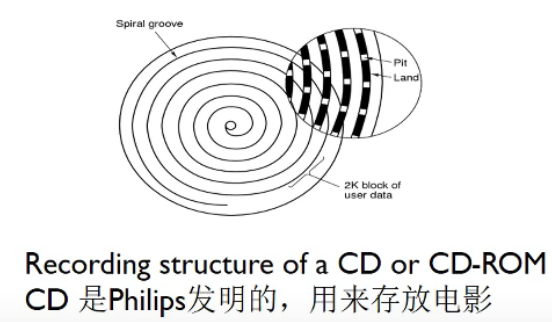 Spiral groove
Pit
Land
2K block of
user data
Recording structure of a CD or CD-ROM
CD 是Philips发明的，用来存放电影